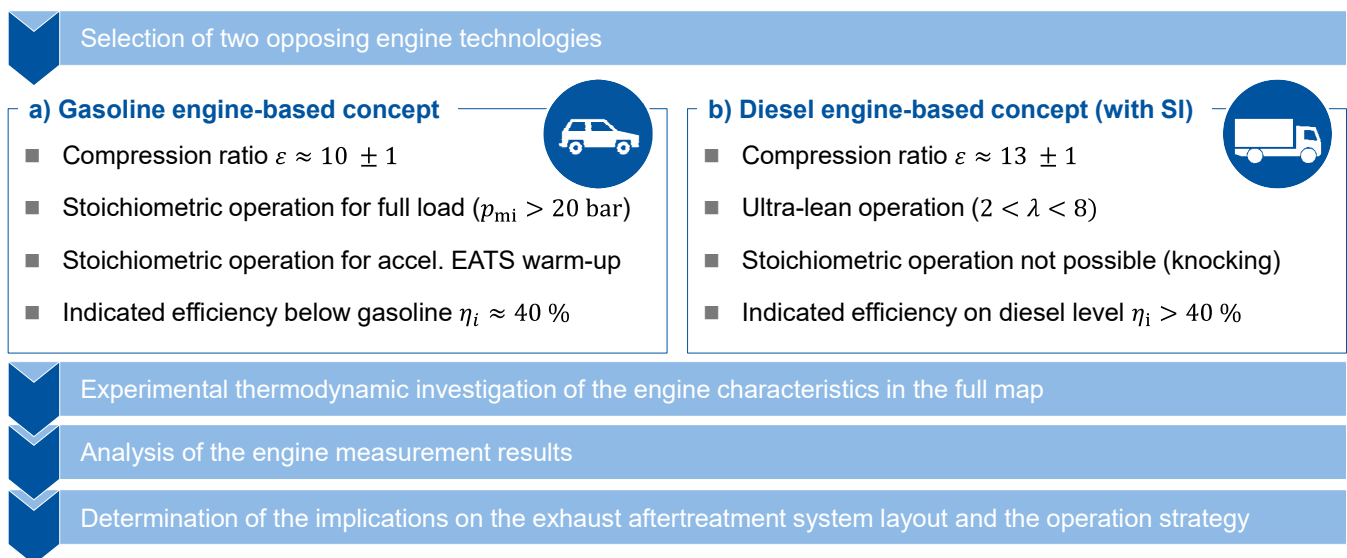 Selection of two opposing engine technologies
a) Gasoline engine-based concept
■ Compression ratio ε ≈ 10 ± 1
■ Stoichiometric operation for full load (pmi > 20 bar)
■ Stoichiometric operation for accel. EATS warm-up
■ Indicated efficiency below gasoline ηi ≈ 40 %
b) Diesel engine-based concept (with SI)
■ Compression ratio ε ≈ 13 ± 1
■ Ultra-lean operation (2 < λ < 8)
■ Stoichiometric operation not possible (knocking)
■ Indicated efficiency on diesel level ηi > 40 %
Experimental thermodynamic investigation of the engine characteristics in the full map
Analysis of the engine measurement results
Determination of the implications on the exhaust aftertreatment system layout and the operation strategy